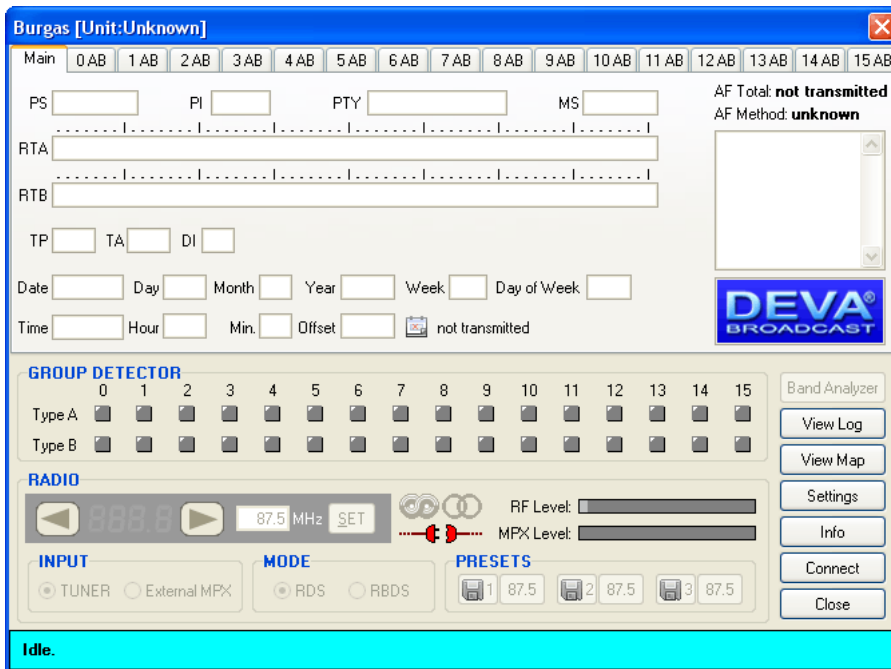 Burgas [Unit:Unknown]
Main 0 AB 1 AB 2 AB 3 AB 4 AB 5 AB 6 AB 7 AB 8 AB 9 AB 10 AB 11 AB 12 AB 13 AB 14 AB 15 AB
PS PI PTY MS
AF Total: not transmitted
AF Method: unknown
RTA
RTB
TP TA DI
Date Day Month Year Week Day of Week
Time Hour Min. Offset not transmitted
DEVA®
BROADCAST
GROUP DETECTOR
0 1 2 3 4 5 6 7 8 9 10 11 12 13 14 15
Type A
Type B
Band Analyzer
View Log
View Map
Settings
Info
Connect
Close
RADIO
888.8 87.5 MHz SET
RF Level:
MPX Level:
INPUT
TUNER External MPX
MODE
RDS RBDS
PRESETS
1 87.5 2 87.5 3 87.5
Idle.